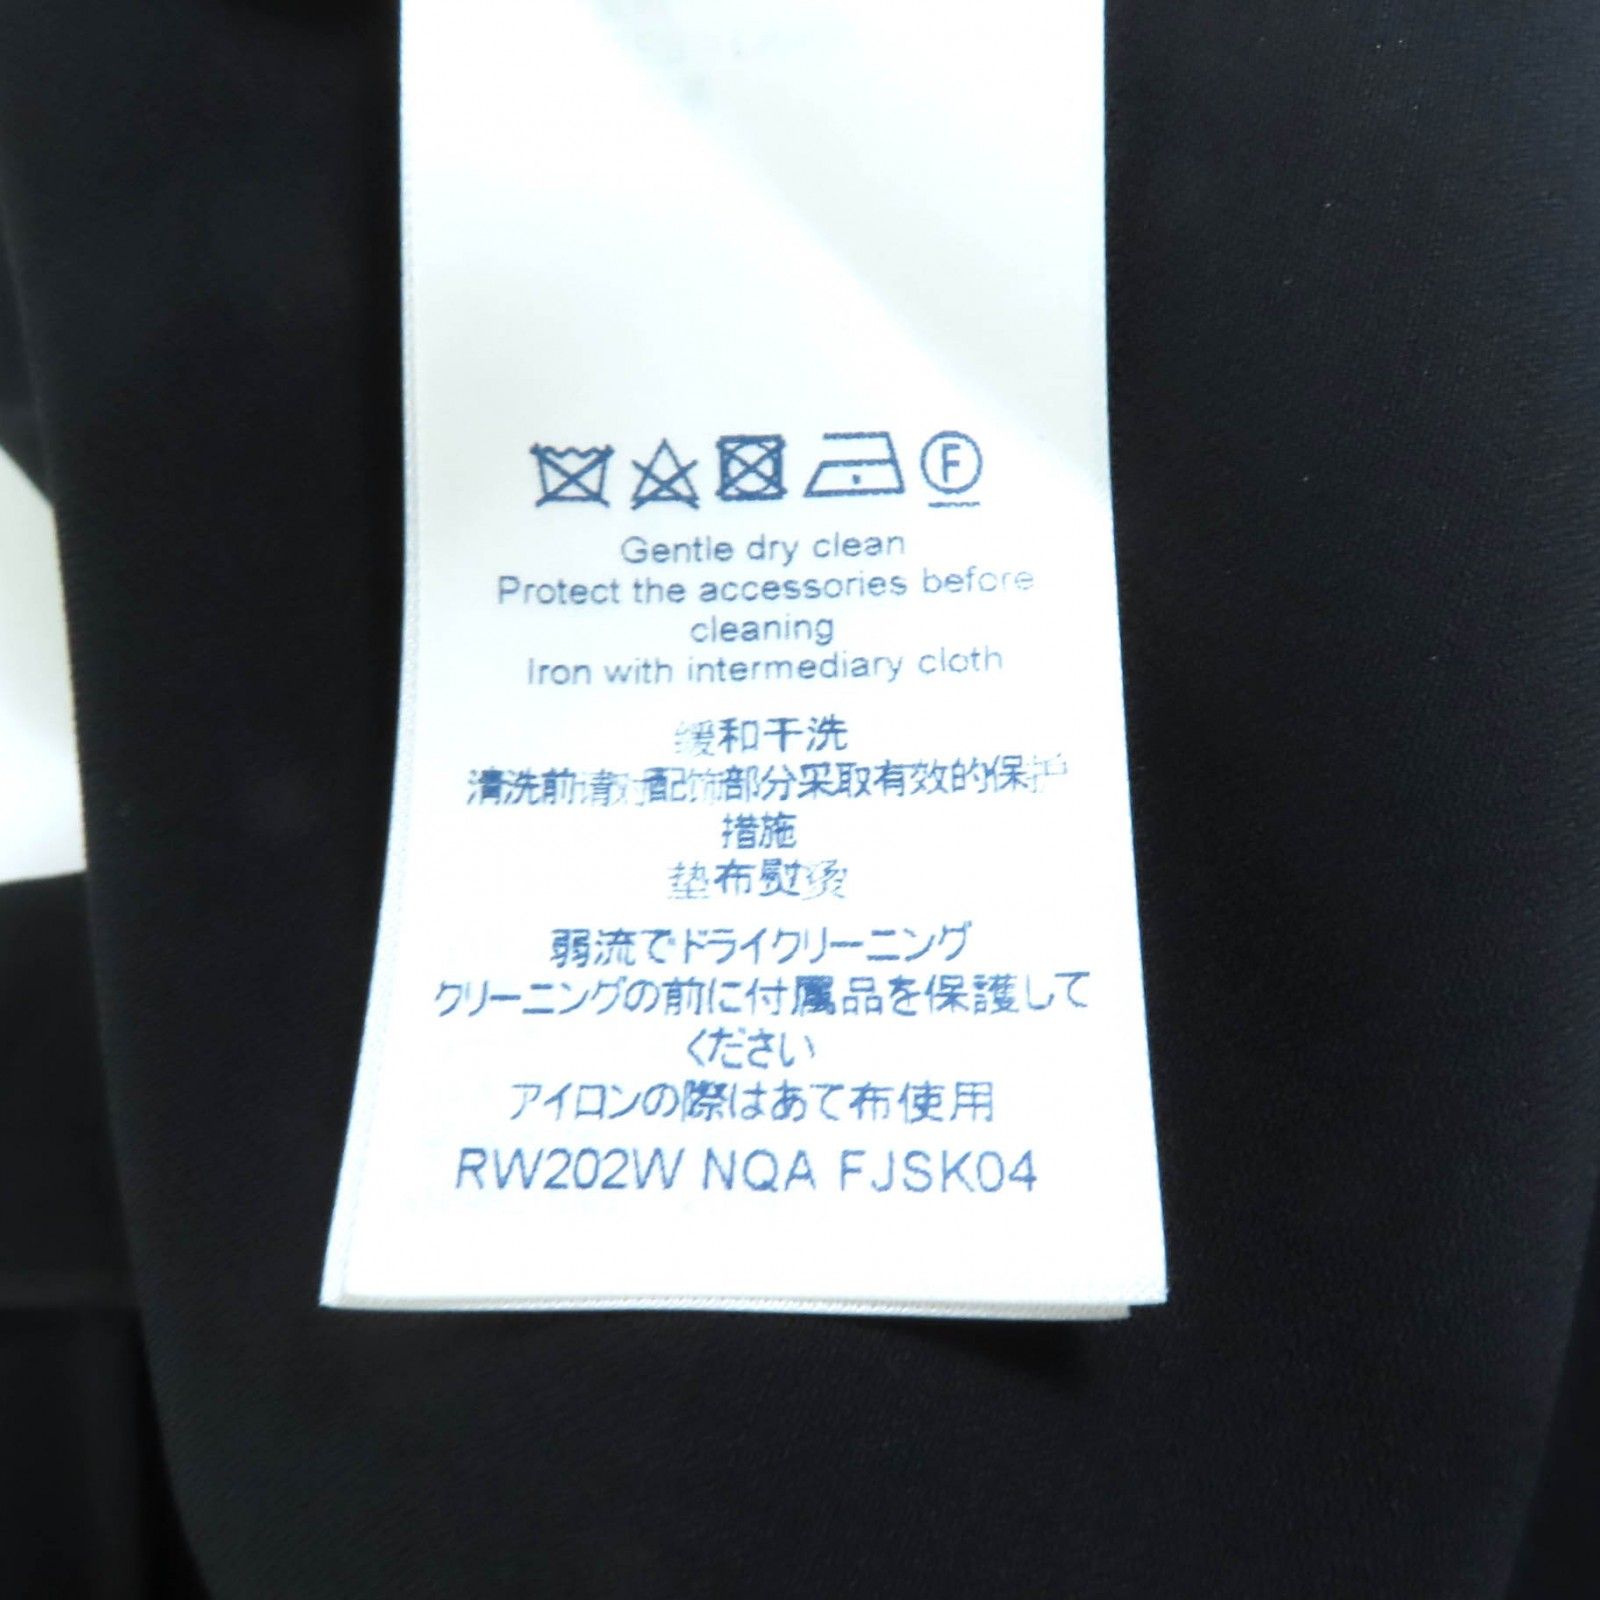 F
Gentle dry clean
Protect the accessories before
cleaning
Iron with intermediary cloth
缓和干洗
清洗前请对配饰部分采取有效的保护
措施
垫布熨烫
弱流でドライクリーニング
クリーニングの前に付属品を保護して
ください
アイロンの際はあて布使用
RW202W NQA FJSK04